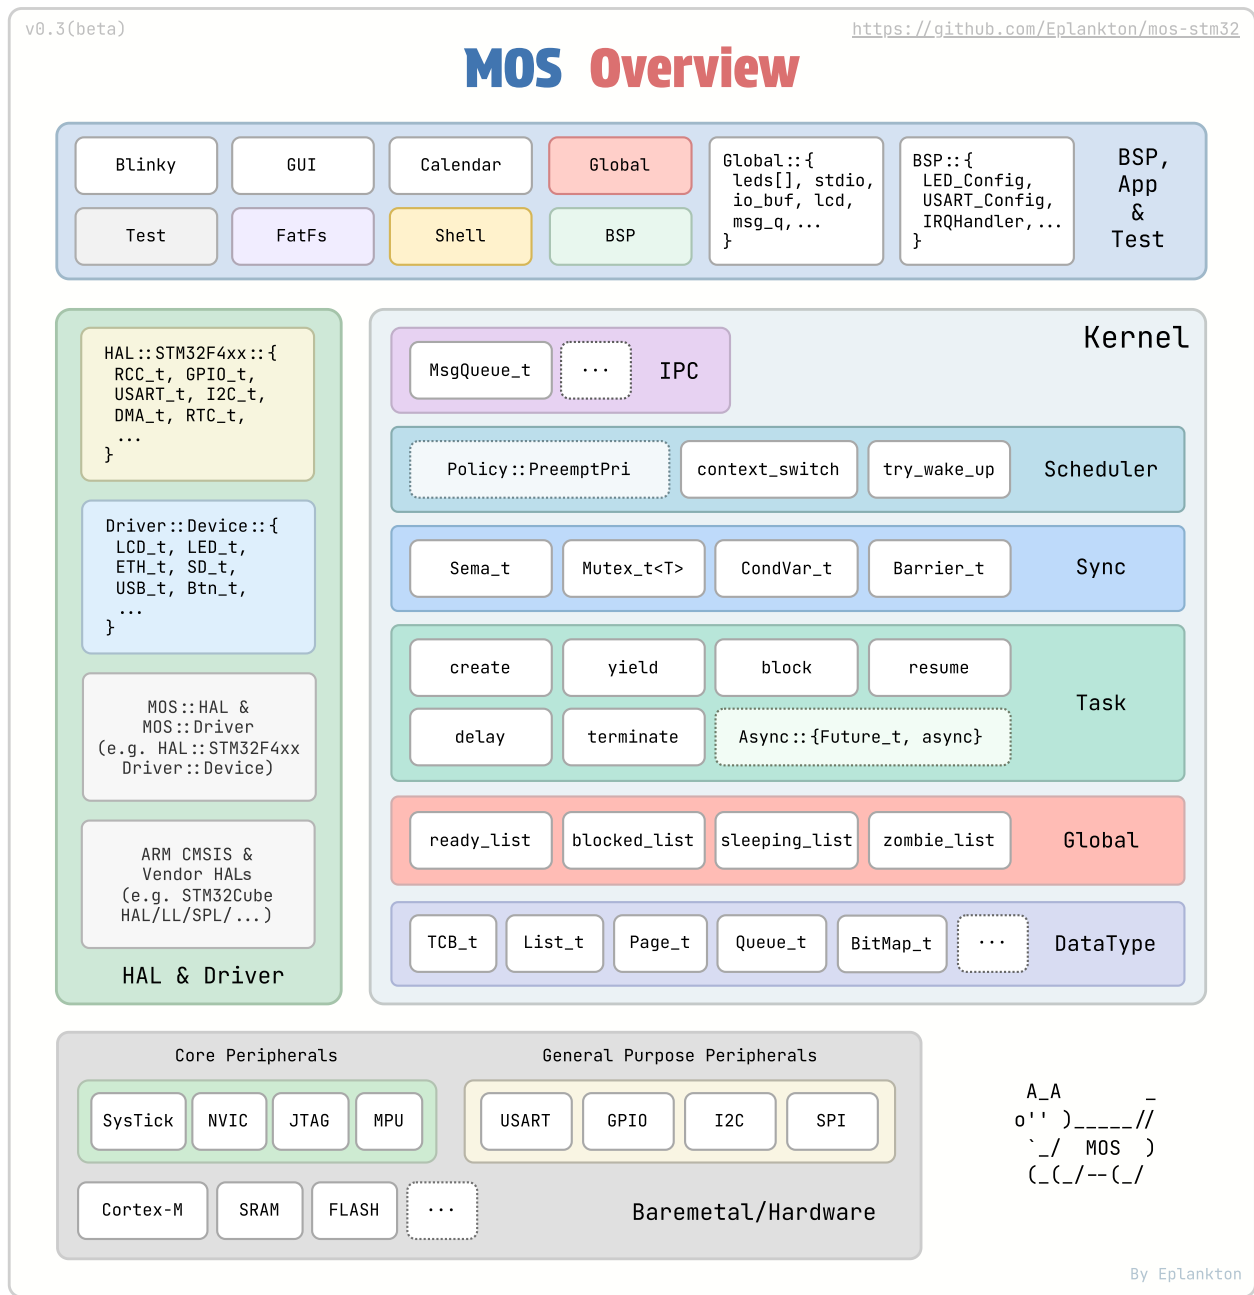 v0.3(beta)
https://github.com/Eplankton/mos-stm32
MOS Overview
Blinky
GUI
Calendar
Global
Test
FatFs
Shell
BSP
Global::{
leds[], stdio,
io_buf, lcd,
msg_q,...
}
BSP::{
LED_Config,
USART_Config,
IRQHandler,...
}
BSP,
App
&
Test
HAL::STM32F4xx::{
RCC_t, GPIO_t,
USART_t, I2C_t,
DMA_t, RTC_t,
...
}
Driver::Device::{
LCD_t, LED_t,
ETH_t, SD_t,
USB_t, Btn_t,
...
}
MOS::HAL &
MOS::Driver
(e.g. HAL::STM32F4xx
Driver::Device)
ARM CMSIS &
Vendor HALs
(e.g. STM32Cube
HAL/LL/SPL/...)
HAL & Driver
Kernel
MsgQueue_t
...
IPC
Policy::PreemptPri
context_switch
try_wake_up
Scheduler
Sema_t
Mutex_t<T>
CondVar_t
Barrier_t
Sync
create
yield
block
resume
delay
terminate
Async::{Future_t, async}
Task
ready_list
blocked_list
sleeping_list
zombie_list
Global
TCB_t
List_t
Page_t
Queue_t
BitMap_t
...
DataType
Core Peripherals
General Purpose Peripherals
SysTick
NVIC
JTAG
MPU
USART
GPIO
I2C
SPI
Cortex-M
SRAM
FLASH
...
Baremetal/Hardware
A_A        _
o'' )_____//
`_/  MOS  )
(_(_/--(_/
By Eplankton